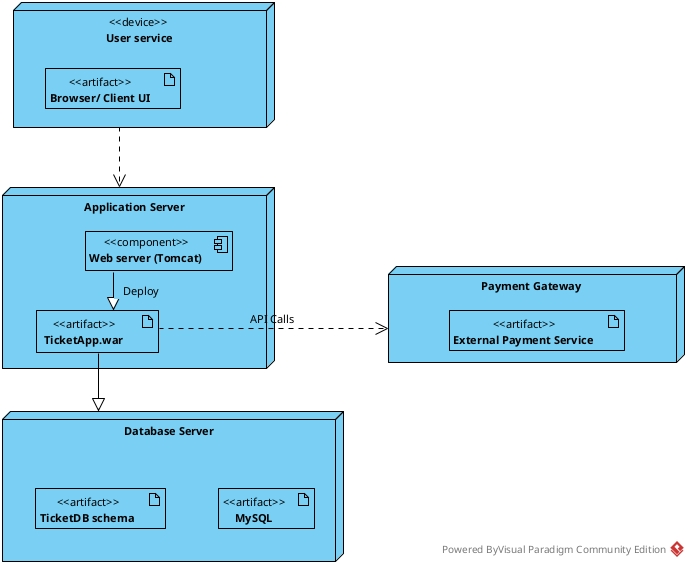 <<device>>
User service
<<artifact>>
Browser/ Client UI
Application Server
<<component>>
Web server (Tomcat)
Deploy
<<artifact>>
TicketApp.war
API Calls
Payment Gateway
<<artifact>>
External Payment Service
Database Server
<<artifact>>
TicketDB schema
<<artifact>>
MySQL
Powered ByVisual Paradigm Community Edition